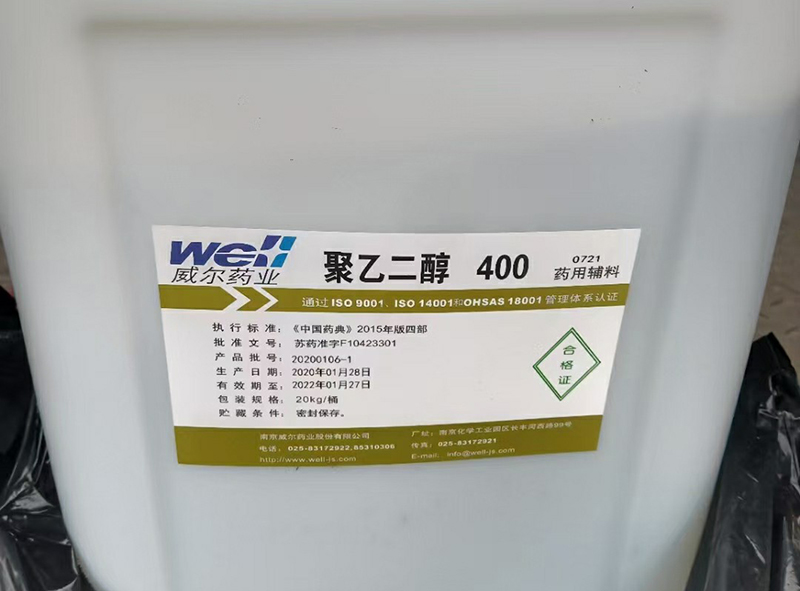 well
威尔药业
聚乙二醇 400
0721
药用辅料
通过ISO 9001、ISO 14001和OHSAS 18001管理体系认证
执行标准：《中国药典》2015年版四部
批准文号：苏药准字F10423301
产品批号：20200106-1
生产日期：2020年01月28日
有效期至：2022年01月27日
包装规格：20kg/桶
贮藏条件：密封保存。
合格证
南京威尔药业股份有限公司
厂址：南京化学工业园区长丰河西路99号
电话：025-83172922,85310306
传真：025-83172921
http://www.well-js.com
E-mail: info@well-js.com